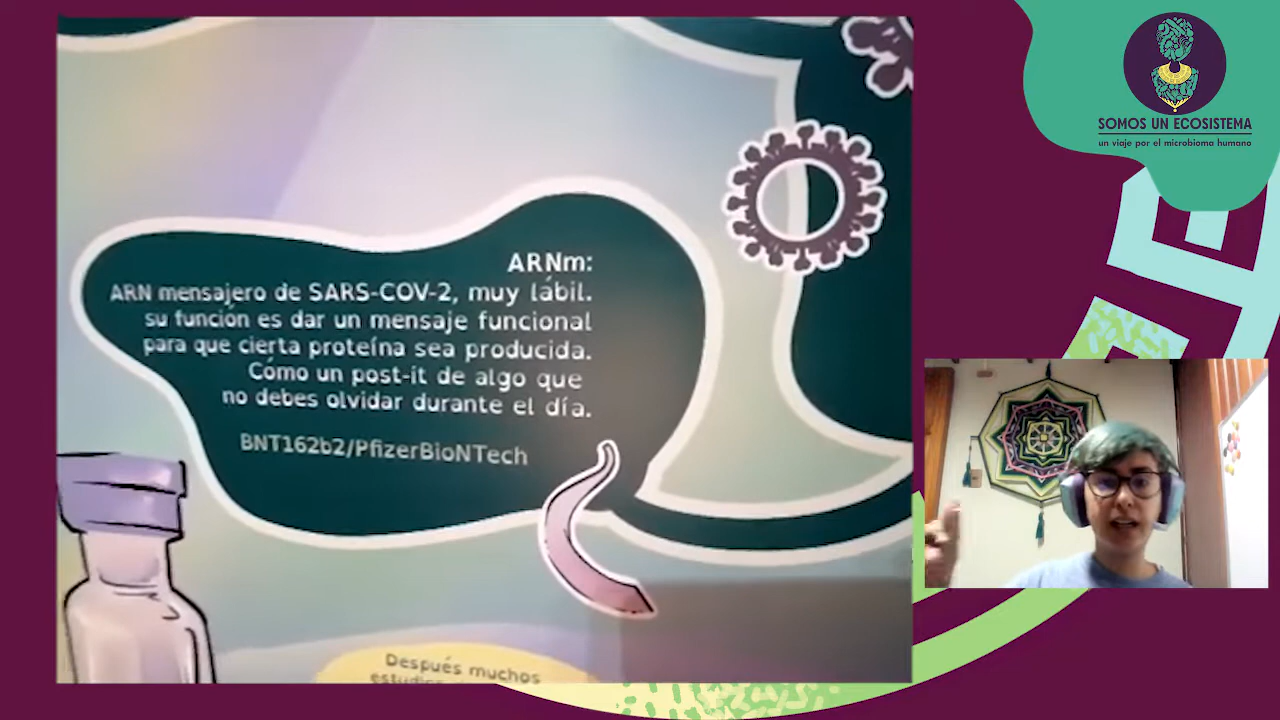 SOMOS UN ECOSISTEMA
un viaje por el microbioma humano
ARNm:
ARN mensajero de SARS-COV-2, muy lábil.
su función es dar un mensaje funcional
para que cierta proteína sea producida.
Cómo un post-it de algo que
no debes olvidar durante el día.
BNT162b2/PfizerBioNTech
Después muchos